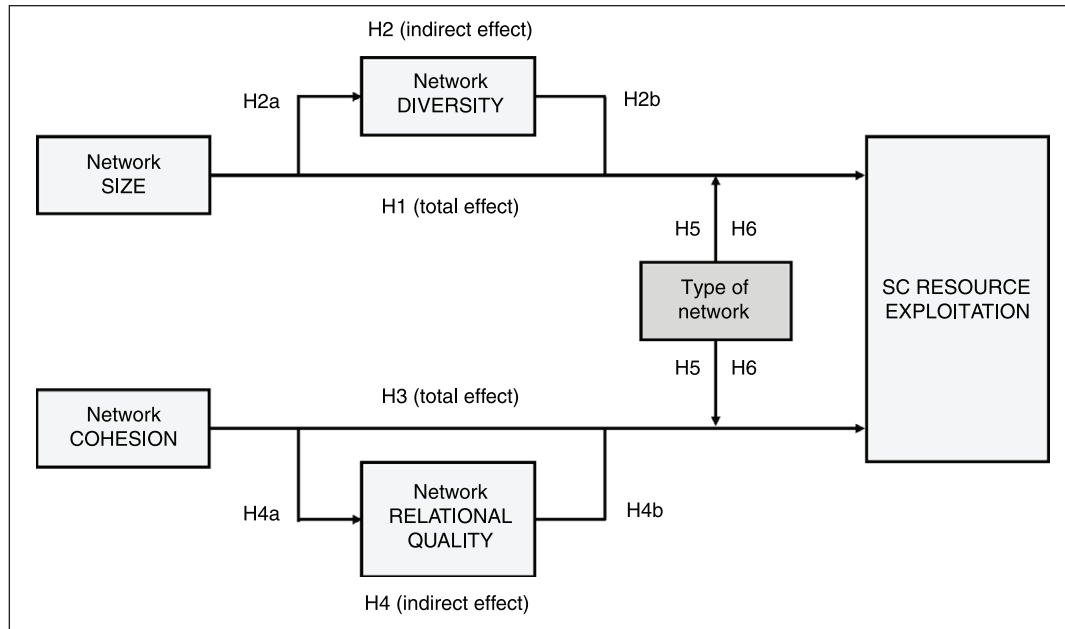 H2 (indirect effect)
Network
DIVERSITY
H2a
H2b
Network
SIZE
H1 (total effect)
H5
H6
Type of
network
SC RESOURCE
EXPLOITATION
H5
H6
H3 (total effect)
Network
COHESION
Network
RELATIONAL
QUALITY
H4a
H4b
H4 (indirect effect)